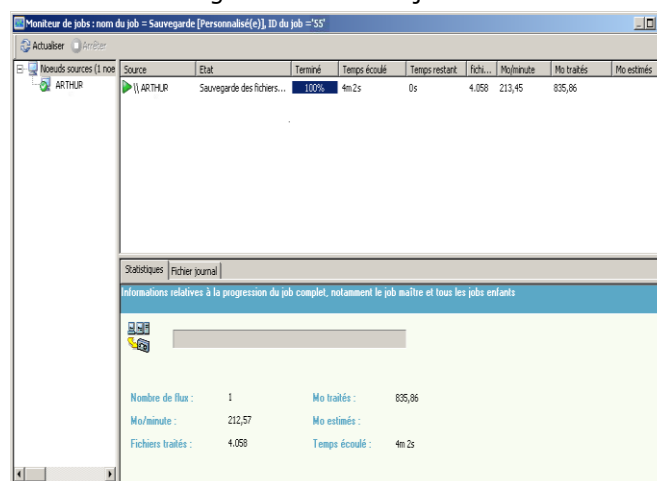 Moniteur de jobs : nom du job = Sauvegarde [Personnalisé(e)], ID du job ='55'
Actualiser Arrêter
Noeuds sources (1 noe
ARTHUR
Source Etat Terminé Temps écoulé Temps restant fichi... Mo/minute Mo traités Mo estimés
\\ ARTHUR Sauvegarde des fichiers... 100% 4m 2s 0s 4.058 213,45 835,86
Statistiques Fichier journal
Informations relatives à la progression du job complet, notamment le job maître et tous les jobs enfants
Nombre de flux : 1 Mo traités : 835,86
Mo/minute : 212,57 Mo estimés :
Fichiers traités : 4.058 Temps écoulé : 4m 2s